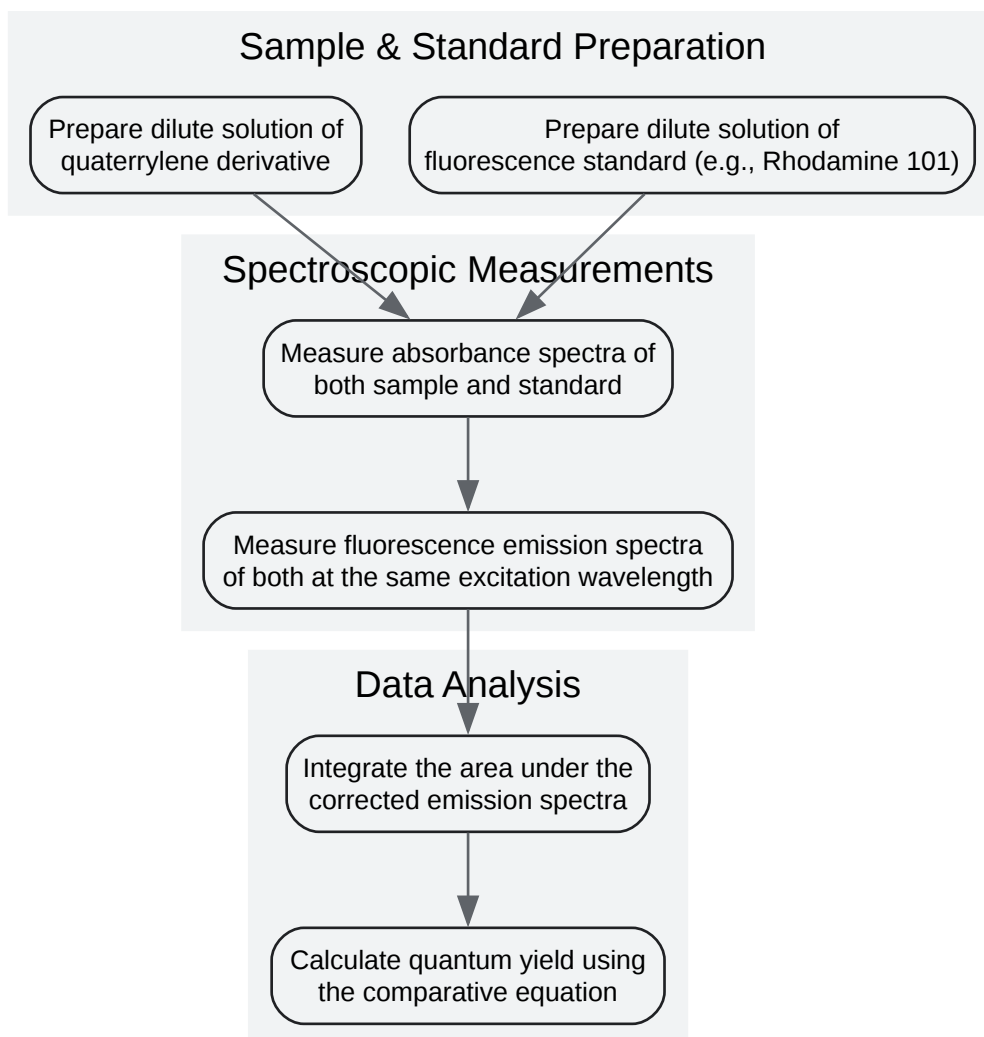 Sample & Standard Preparation
Prepare dilute solution of
quaterrylene derivative
Prepare dilute solution of
fluorescence standard (e.g., Rhodamine 101)
Spectroscopic Measurements
Measure absorbance spectra of
both sample and standard
Measure fluorescence emission spectra
of both at the same excitation wavelength
Data Analysis
Integrate the area under the
corrected emission spectra
Calculate quantum yield using
the comparative equation